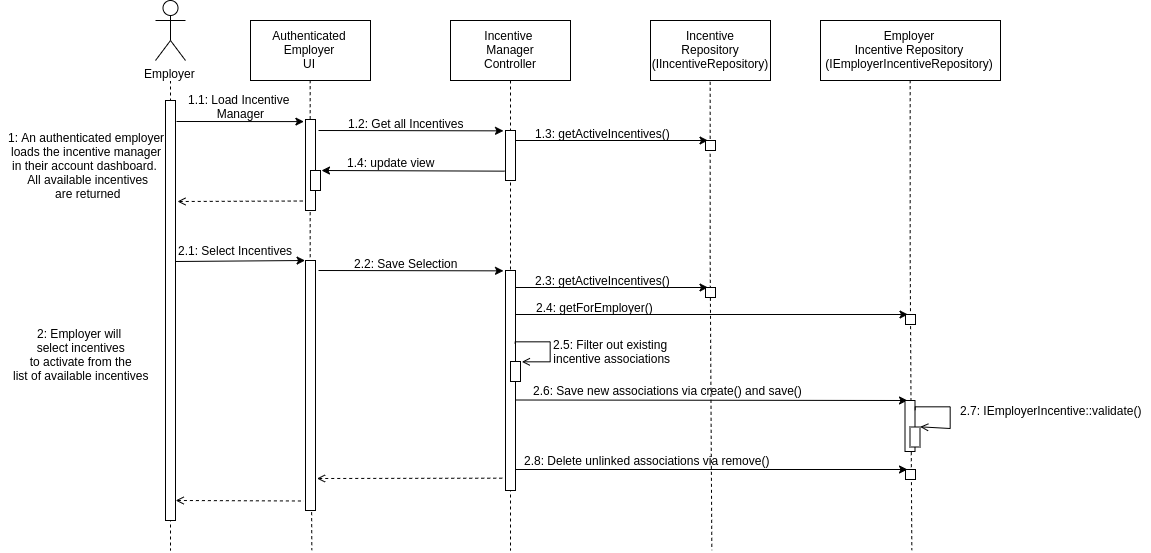 Employer
Authenticated
Employer
UI
Incentive
Manager
Controller
Incentive
Repository
(IIncentiveRepository)
Employer
Incentive Repository
(IEmployerIncentiveRepository)
1.1: Load Incentive
Manager
1.2: Get all Incentives
1.3: getActiveIncentives()
1: An authenticated employer
loads the incentive manager
in their account dashboard.
All available incentives
are returned
1.4: update view
2.1: Select Incentives
2.2: Save Selection
2.3: getActiveIncentives()
2.4: getForEmployer()
2: Employer will
select incentives
to activate from the
list of available incentives
2.5: Filter out existing
incentive associations
2.6: Save new associations via create() and save()
2.7: IEmployerIncentive::validate()
2.8: Delete unlinked associations via remove()